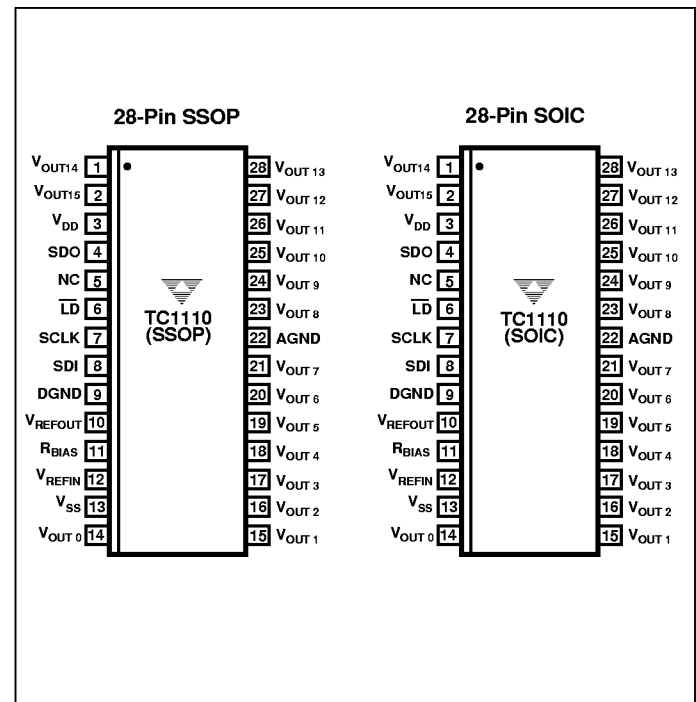 28-Pin SSOP
VOUT14 1
VOUT15 2
VDD 3
SDO 4
NC 5
LD 6
SCLK 7
SDI 8
DGND 9
VREFOUT 10
RBIAS 11
VREFIN 12
VSS 13
VOUT 0 14
TC1110
(SSOP)
28 VOUT 13
27 VOUT 12
26 VOUT 11
25 VOUT 10
24 VOUT 9
23 VOUT 8
22 AGND
21 VOUT 7
20 VOUT 6
19 VOUT 5
18 VOUT 4
17 VOUT 3
16 VOUT 2
15 VOUT 1
28-Pin SOIC
VOUT14 1
VOUT15 2
VDD 3
SDO 4
NC 5
LD 6
SCLK 7
SDI 8
DGND 9
VREFOUT 10
RBIAS 11
VREFIN 12
VSS 13
VOUT 0 14
TC1110
(SOIC)
28 VOUT 13
27 VOUT 12
26 VOUT 11
25 VOUT 10
24 VOUT 9
23 VOUT 8
22 AGND
21 VOUT 7
20 VOUT 6
19 VOUT 5
18 VOUT 4
17 VOUT 3
16 VOUT 2
15 VOUT 1